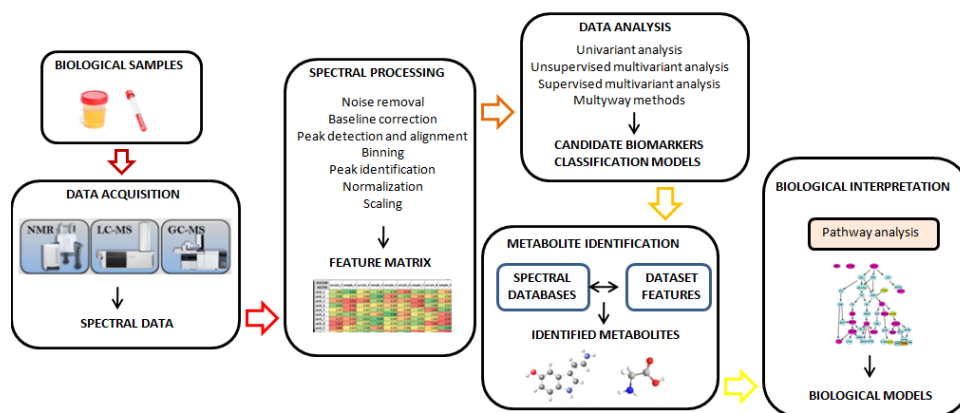 BIOLOGICAL SAMPLES
DATA ACQUISITION
NMR
LC-MS
GC-MS
SPECTRAL DATA
SPECTRAL PROCESSING
Noise removal
Baseline correction
Peak detection and alignment
Binning
Peak identification
Normalization
Scaling
FEATURE MATRIX
DATA ANALYSIS
Univariant analysis
Unsupervised multivariant analysis
Supervised multivariant analysis
Multyway methods
CANDIDATE BIOMARKERS
CLASSIFICATION MODELS
METABOLITE IDENTIFICATION
SPECTRAL
DATABASES
DATASET
FEATURES
IDENTIFIED METABOLITES
BIOLOGICAL INTERPRETATION
Pathway analysis
BIOLOGICAL MODELS